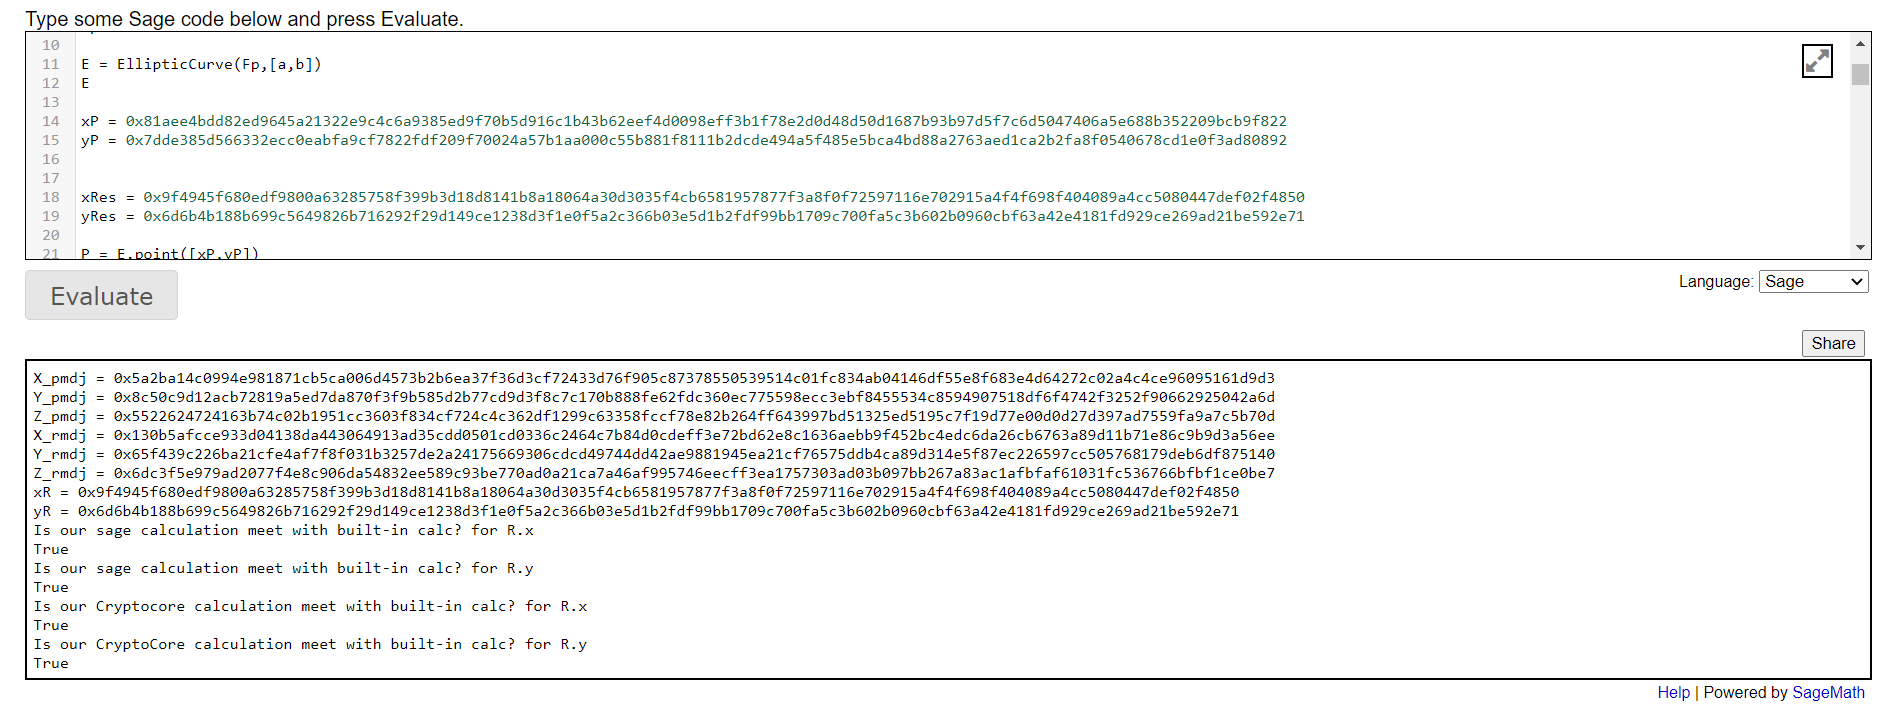 Type some Sage code below and press Evaluate.
10
11 E = EllipticCurve(Fp,[a,b])
12 E
13
14 xP = 0x81aee4bdd82ed9645a21322e9c4c6a9385ed9f70b5d916c1b43b62eef4d0098eff3b1f78e2d0d48d50d1687b93b97d5f7c6d5047406a5e688b352209bcb9f822
15 yP = 0x7dde385d566332ecc0eabfa9cf7822fdf209f70024a57b1aa000c55b881f8111b2dcde494a5f485e5bca4bd88a2763aed1ca2b2fa8f0540678cd1e0f3ad80892
16
17
18 xRes = 0x9f4945f680edf9800a63285758f399b3d18d8141b8a18064a30d3035f4cb6581957877f3a8f0f72597116e702915a4f4f698f404089a4cc5080447def02f4850
19 yRes = 0x6d6b4b188b699c5649826b716292f29d149ce1238d3f1e0f5a2c366b03e5d1b2fdf99bb1709c700fa5c3b602b0960cbf63a42e4181fd929ce269ad21be592e71
20
21 P = E.point([xP,yP])
Evaluate
Language: Sage
Share
X_pmdj = 0x5a2ba14c0994e981871cb5ca006d4573b2b6ea37f36d3cf72433d76f905c87378550539514c01fc834ab04146df55e8f683e4d64272c02a4c4ce96095161d9d3
Y_pmdj = 0x8c50c9d12acb72819a5ed7da870f3f9b585d2b77cd9d3f8c7c170b888fe62fdc360ec775598ecc3ebf8455534c8594907518df6f4742f3252f90662925042a6d
Z_pmdj = 0x5522624724163b74c02b1951cc3603f834cf724c4c362df1299c63358fccf78e82b264ff643997bd51325ed5195c7f19d77e00d0d27d397ad7559fa9a7c5b70d
X_rmdj = 0x130b5afcce933d04138da443064913ad35cdd0501cd0336c2464c7b84d0cdeff3e72bd62e8c1636aebb9f452bc4edc6da26cb6763a89d11b71e86c9b9d3a56ee
Y_rmdj = 0x65f439c226ba21cfe4af7f8f031b3257de2a24175669306cdcd49744dd42ae9881945ea21cf76575ddb4ca89d314e5f87ec226597cc505768179deb6df875140
Z_rmdj = 0x6dc3f5e979ad2077f4e8c906da54832ee589c93be770ad0a21ca7a46af995746eecff3ea1757303ad03b097bb267a83ac1afbfaf61031fc536766bfbf1ce0be7
xR = 0x9f4945f680edf9800a63285758f399b3d18d8141b8a18064a30d3035f4cb6581957877f3a8f0f72597116e702915a4f4f698f404089a4cc5080447def02f4850
yR = 0x6d6b4b188b699c5649826b716292f29d149ce1238d3f1e0f5a2c366b03e5d1b2fdf99bb1709c700fa5c3b602b0960cbf63a42e4181fd929ce269ad21be592e71
Is our sage calculation meet with built-in calc? for R.x
True
Is our sage calculation meet with built-in calc? for R.y
True
Is our Cryptocore calculation meet with built-in calc? for R.x
True
Is our CryptoCore calculation meet with built-in calc? for R.y
True
Help | Powered by SageMath